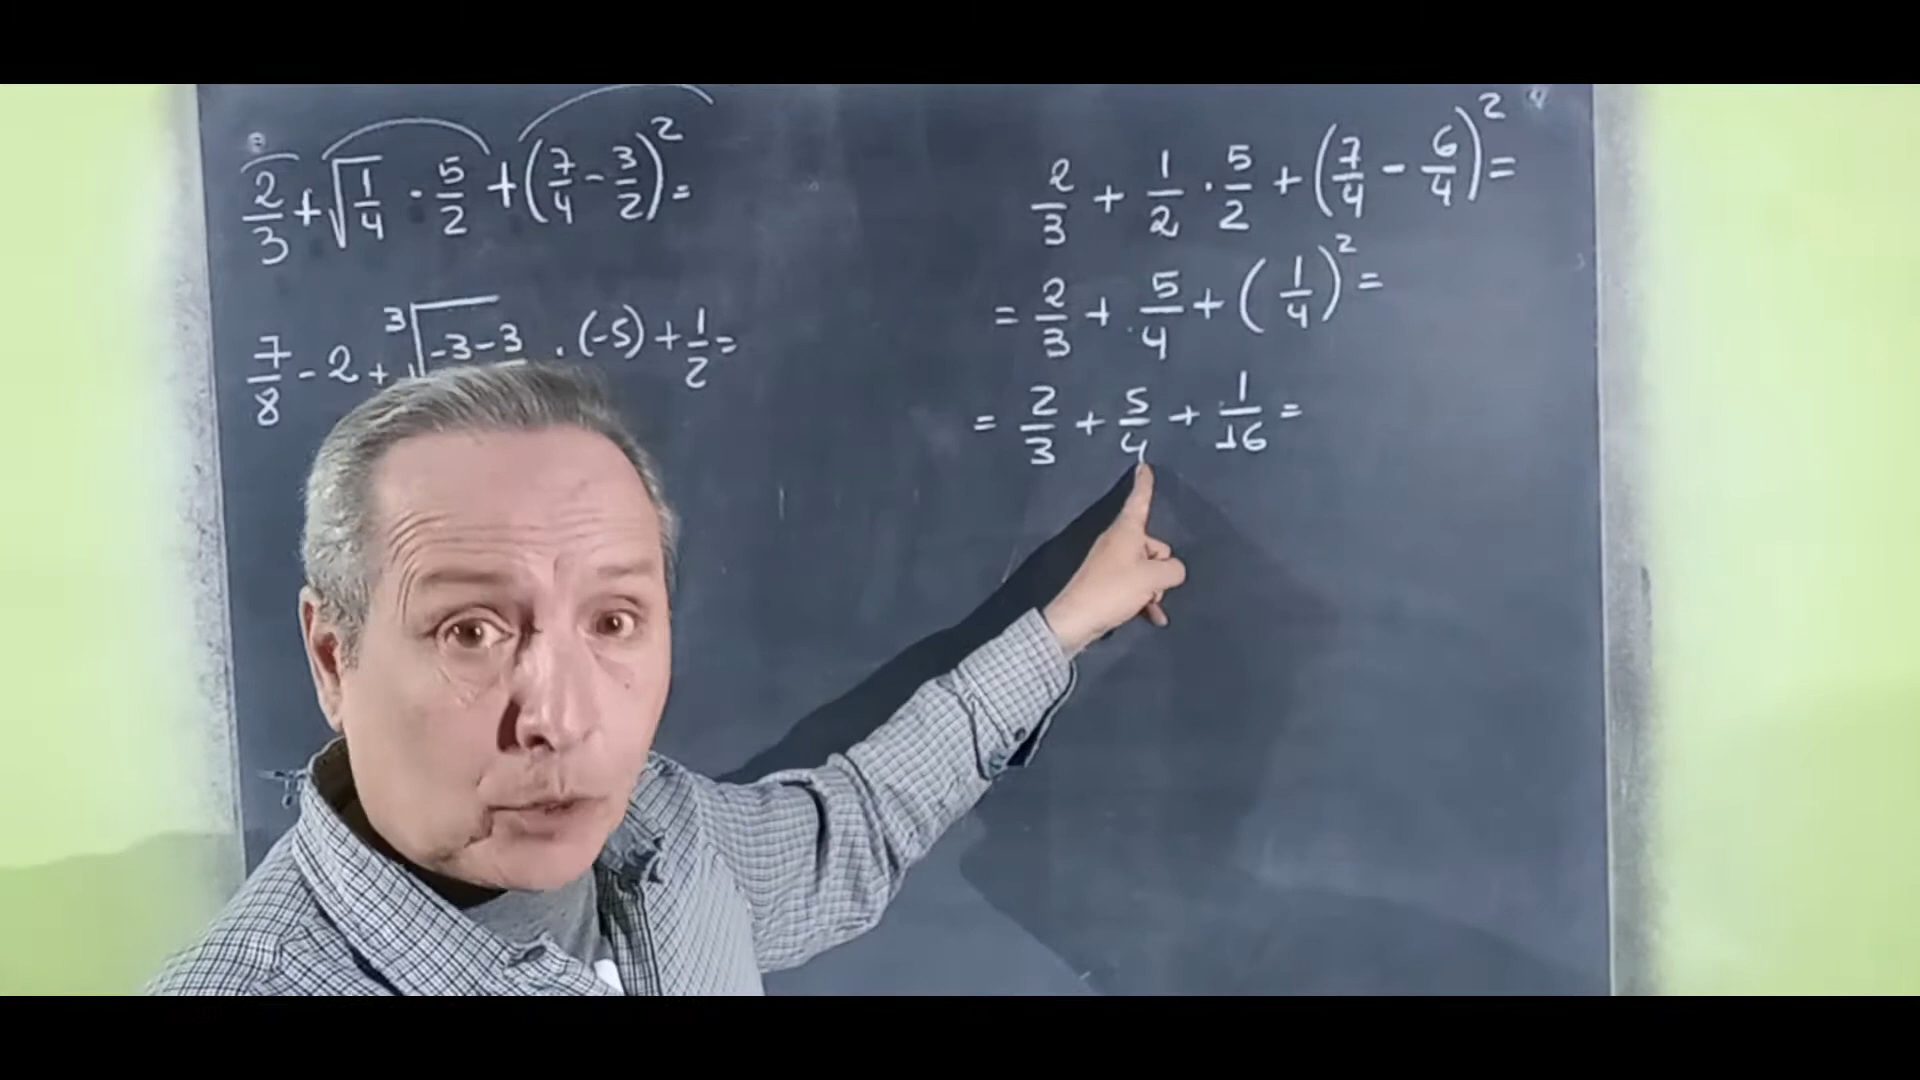 2/3 + √1/4 · 5/2 + (7/4 - 3/2)² =
7/8 - 2 + ³√-3-3 · (-5) + 1/2 =
2/3 + 1/2 · 5/2 + (7/4 - 6/4)² =
= 2/3 + 5/4 + (1/4)² =
= 2/3 + 5/4 + 1/16 =